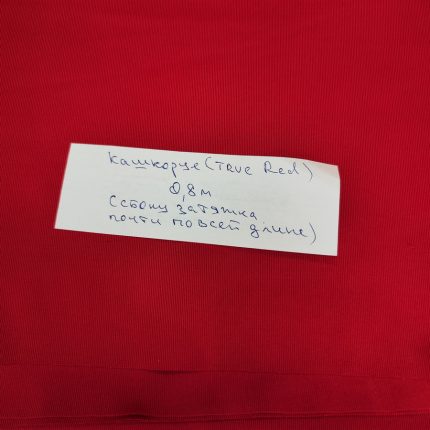 Кашкорсе (True Red)
0,8м
(сбоку затяжка
почти по всей длине)